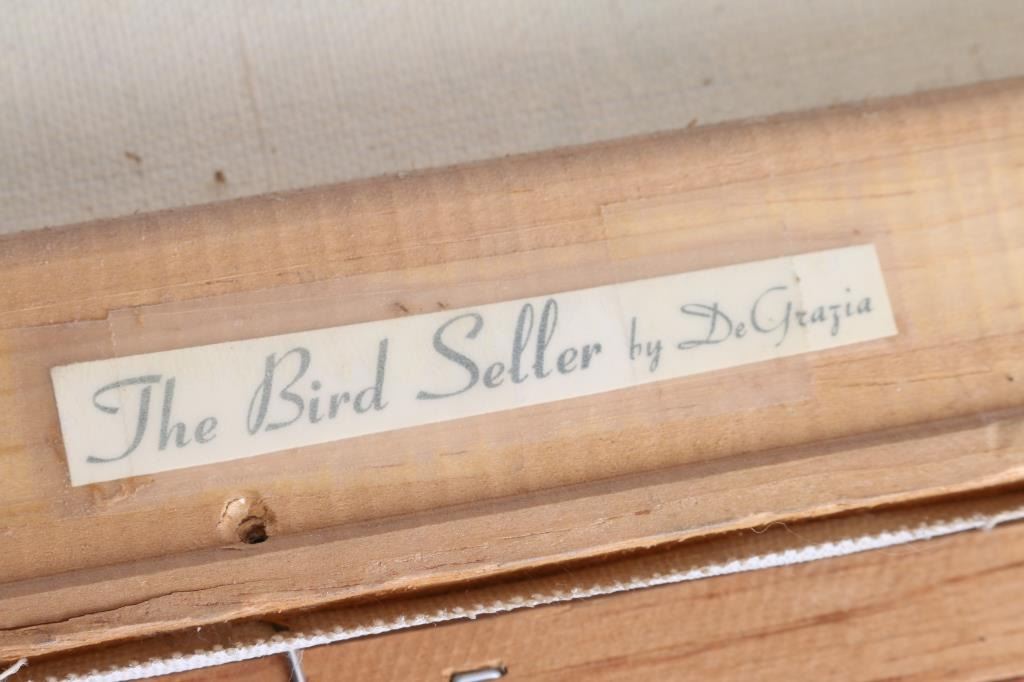 The Bird Seller by DeGrazia